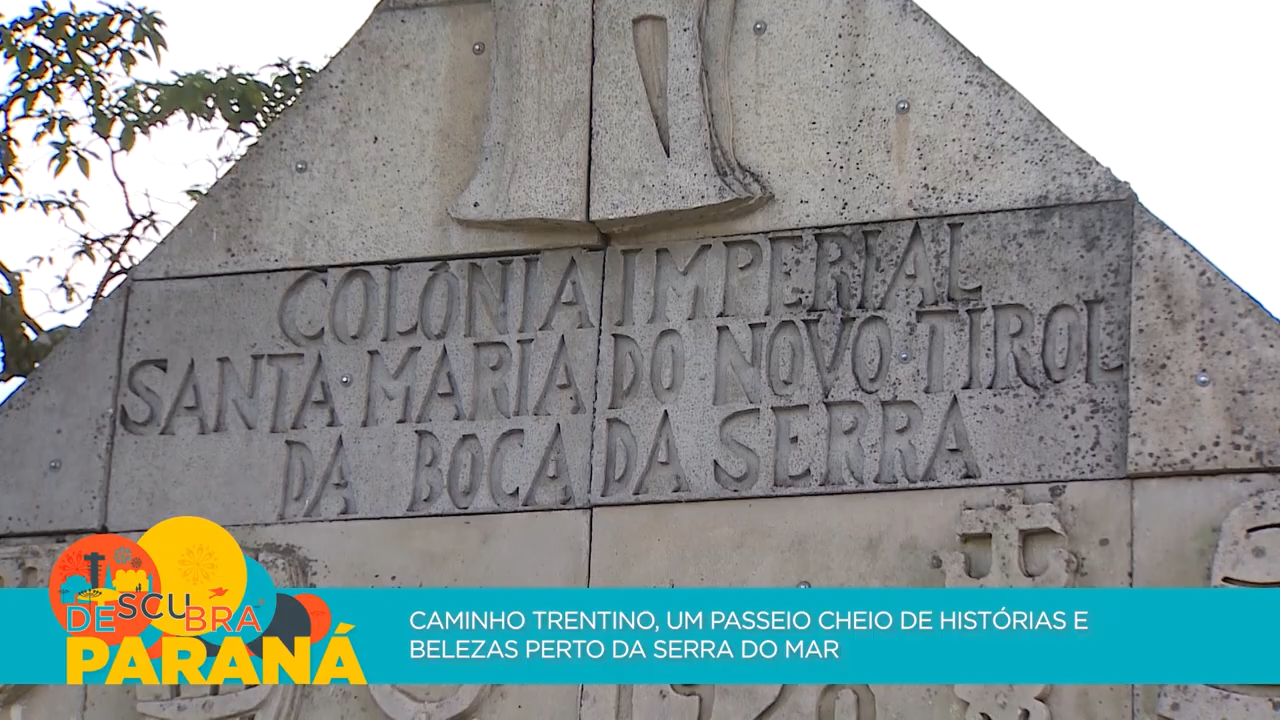 COLÓNIA IMPERIAL
SANTA MARIA DO NOVO TIROL
DA BOCA DA SERRA
DESCUBRA
PARANÁ
CAMINHO TRENTINO, UM PASSEIO CHEIO DE HISTÓRIAS E
BELEZAS PERTO DA SERRA DO MAR